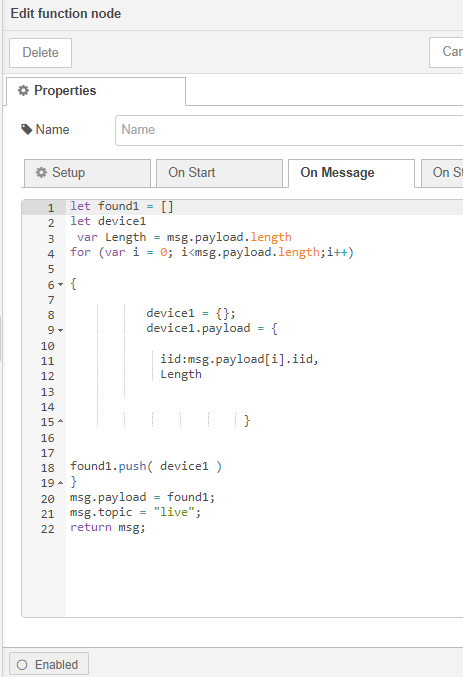 Edit function node
Delete
Properties
Name
Name
Setup
On Start
On Message
1 let found1 = []
2 let device1
3 var Length = msg.payload.length
4 for (var i = 0; i<msg.payload.length;i++)
5
6 {
7
8 device1 = {};
9 device1.payload = {
10
11 iid:msg.payload[i].iid,
12 Length
13
14
15 }
16
17
18 found1.push( device1 )
19 }
20 msg.payload = found1;
21 msg.topic = "live";
22 return msg;
Enabled